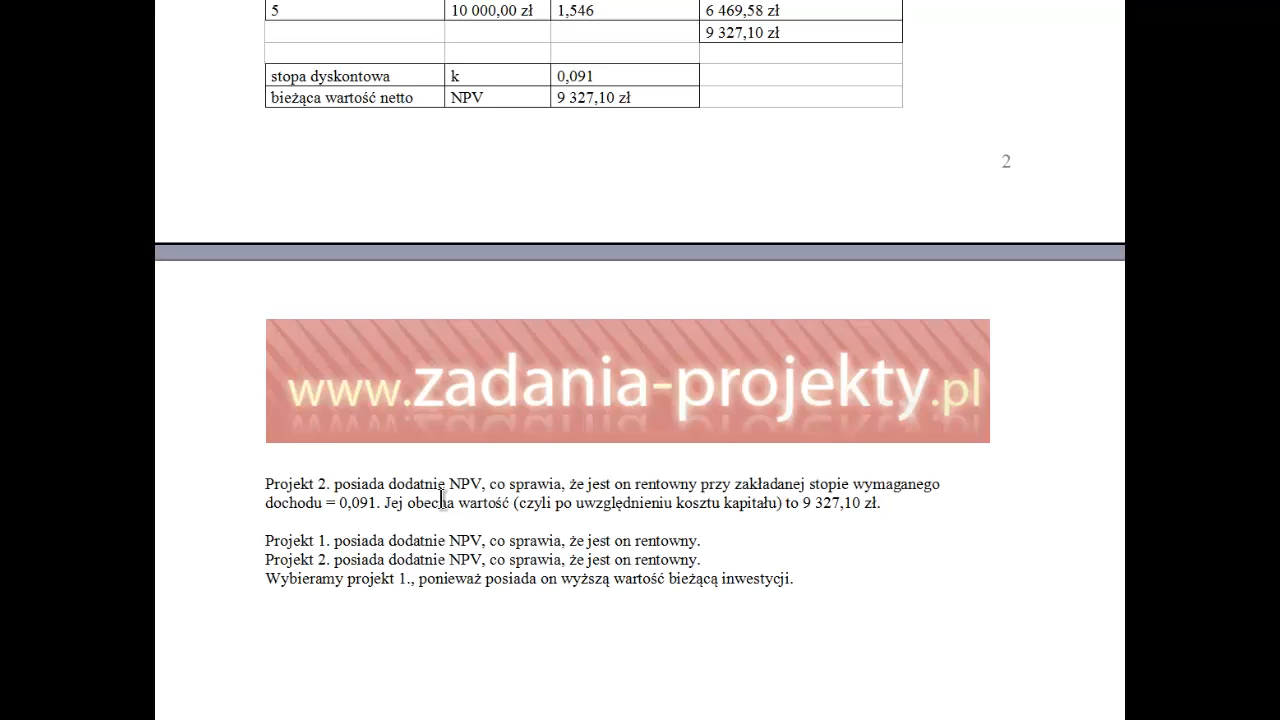 5 10 000,00 zł 1,546 6 469,58 zł
9 327,10 zł
stopa dyskontowa k 0,091
bieżąca wartość netto NPV 9 327,10 zł
2
www.zadania-projekty.pl
Projekt 2. posiada dodatnie NPV, co sprawia, że jest on rentowny przy zakładanej stopie wymaganego
dochodu = 0,091. Jej obecna wartość (czyli po uwzględnieniu kosztu kapitału) to 9 327,10 zł.
Projekt 1. posiada dodatnie NPV, co sprawia, że jest on rentowny.
Projekt 2. posiada dodatnie NPV, co sprawia, że jest on rentowny.
Wybieramy projekt 1., ponieważ posiada on wyższą wartość bieżącą inwestycji.